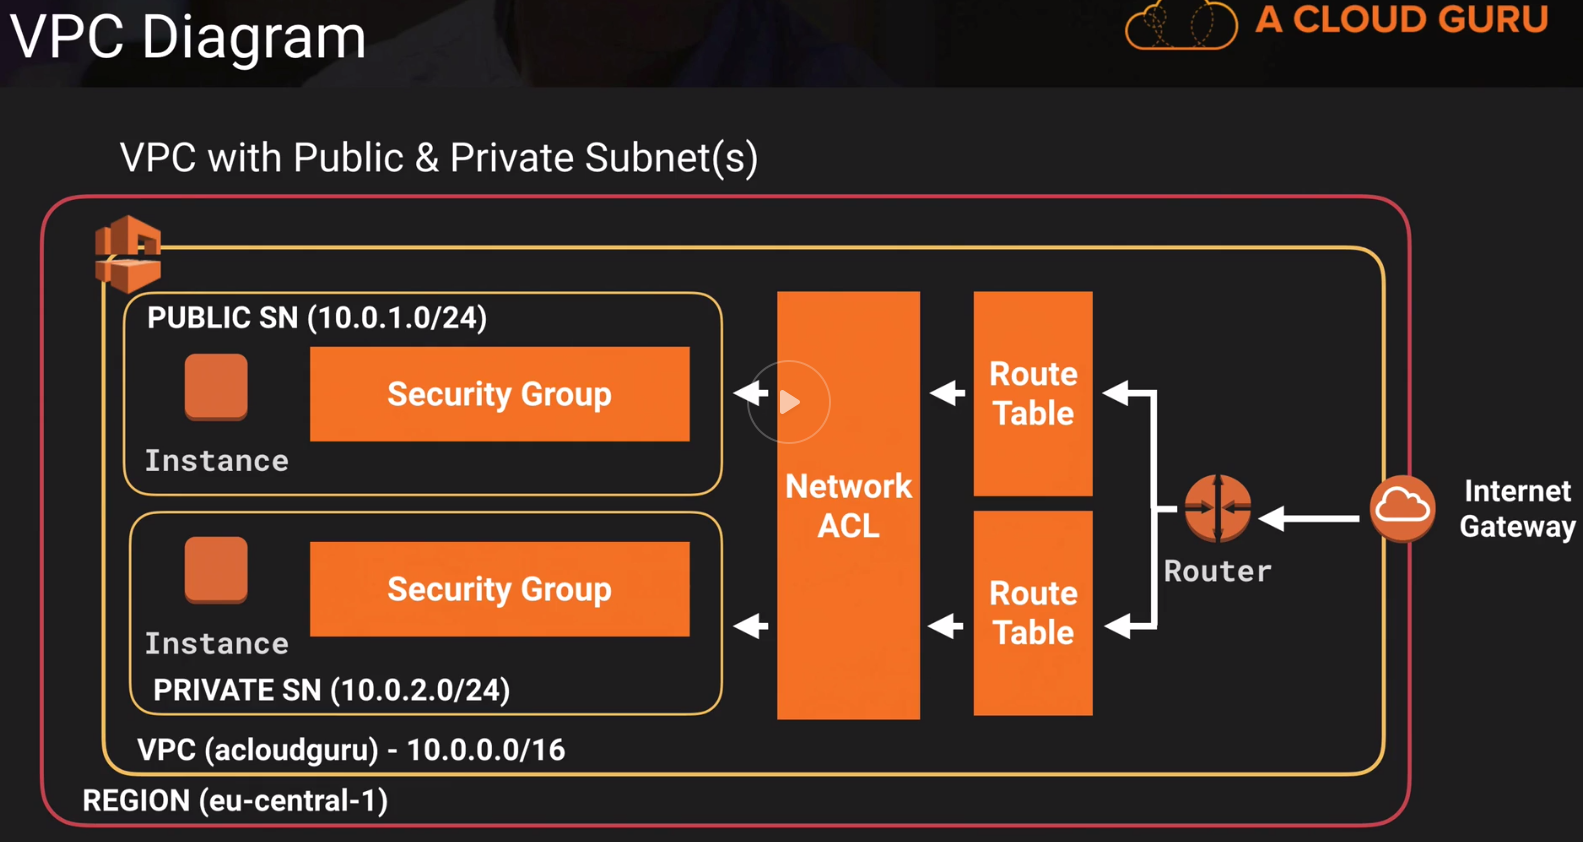 VPC Diagram
A CLOUD GURU
VPC with Public & Private Subnet(s)
PUBLIC SN (10.0.1.0/24)
Security Group
Instance
Security Group
Instance
PRIVATE SN (10.0.2.0/24)
VPC (acloudguru) - 10.0.0.0/16
REGION (eu-central-1)
Network
ACL
Route
Table
Route
Table
Router
Internet
Gateway